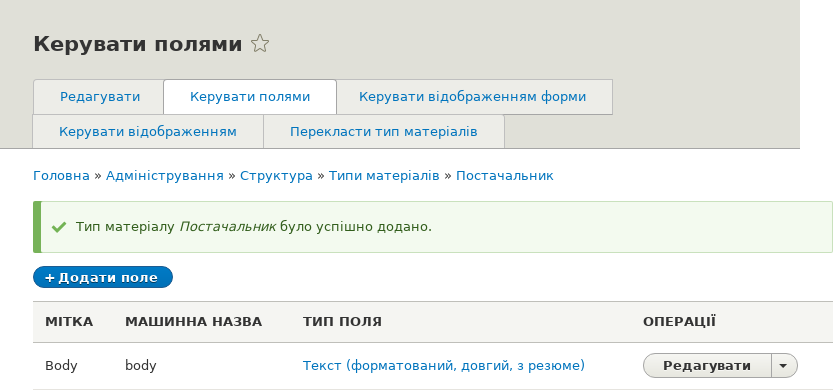 Керувати полями
Редагувати Керувати полями Керувати відображенням форми
Керувати відображенням Перекласти тип матеріалів
Головна » Адміністрування » Структура » Типи матеріалів » Постачальник
Тип матеріалу Постачальник було успішно додано.
+ Додати поле
МІТКА МАШИННА НАЗВА ТИП ПОЛЯ ОПЕРАЦІЇ
Body body Текст (форматований, довгий, з резюме) Редагувати